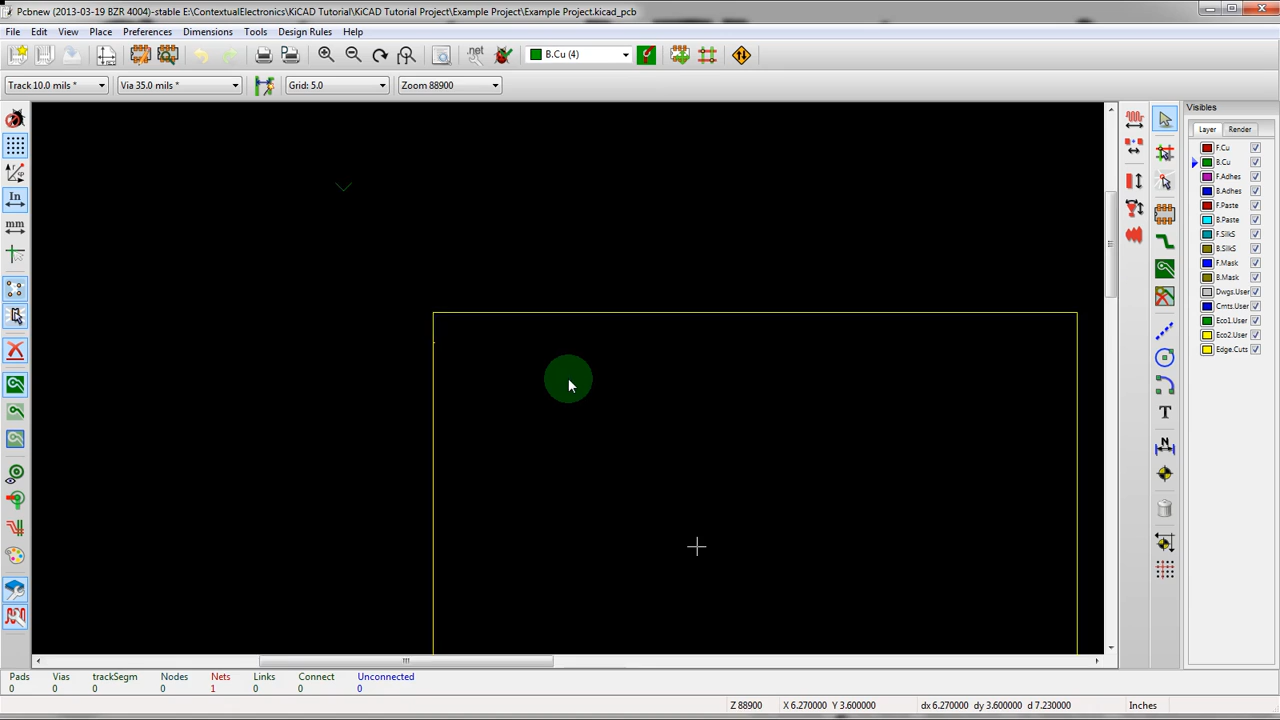 Pcbnew (2013-03-19 BZR 4004)-stable E:\ContextualElectronics\KiCAD Tutorial\KiCAD Tutorial Project\Example Project\Example Project.kicad_pcb
File Edit View Place Preferences Dimensions Tools Design Rules Help
.net B.Cu (4)
Track 10.0 mils * Via 35.0 mils * Grid: 5.0 Zoom 88900
Visibles
Layer Render
F.Cu
B.Cu
F.Adhes
B.Adhes
F.Paste
B.Paste
F.SilkS
B.SilkS
F.Mask
B.Mask
Dwgs.User
Cmts.User
Eco1.User
Eco2.User
Edge.Cuts
In
mm
T
N
Pads Vias trackSegm Nodes Nets Links Connect Unconnected
0 0 0 0 1 0 0 0
Z 88900 X 6.270000 Y 3.600000 dx 6.270000 dy 3.600000 d 7.230000 Inches